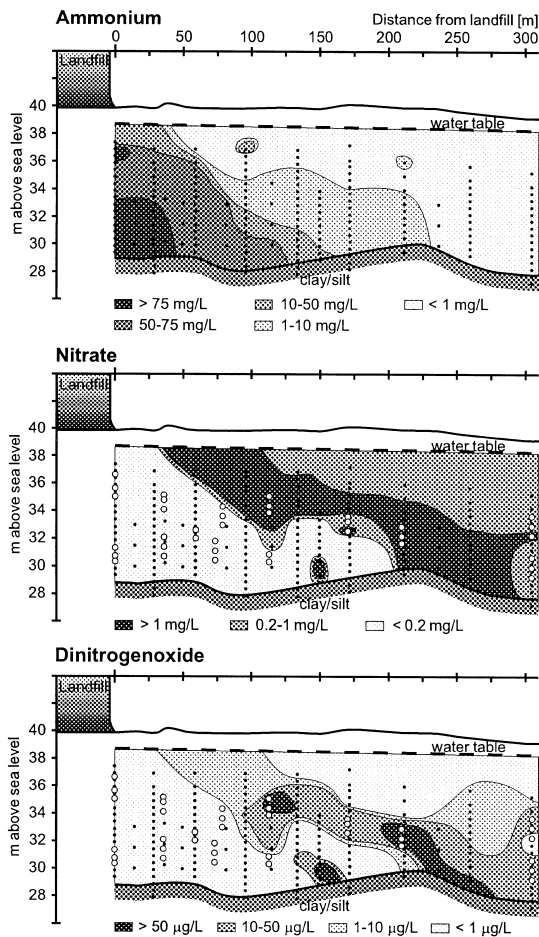 Ammonium
Distance from landfill [m]
0 50 100 150 200 250 300
Landfill
40
38
36
34
32
30
28
m above sea level
water table
clay/silt
> 75 mg/L 10-50 mg/L < 1 mg/L
50-75 mg/L 1-10 mg/L
Nitrate
Landfill
40
38
36
34
32
30
28
m above sea level
water table
clay/silt
> 1 mg/L 0.2-1 mg/L < 0.2 mg/L
Dinitrogenoxide
Landfill
40
38
36
34
32
30
28
m above sea level
water table
clay/silt
> 50 µg/L 10-50 µg/L 1-10 µg/L < 1 µg/L